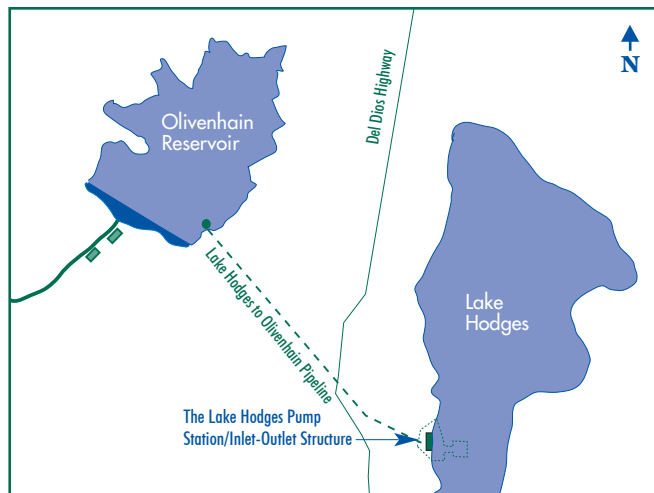 Olivenhain
Reservoir
Del Dios Highway
N
Lake Hodges to Olivenhain Pipeline
Lake
Hodges
The Lake Hodges Pump
Station/Inlet-Outlet Structure